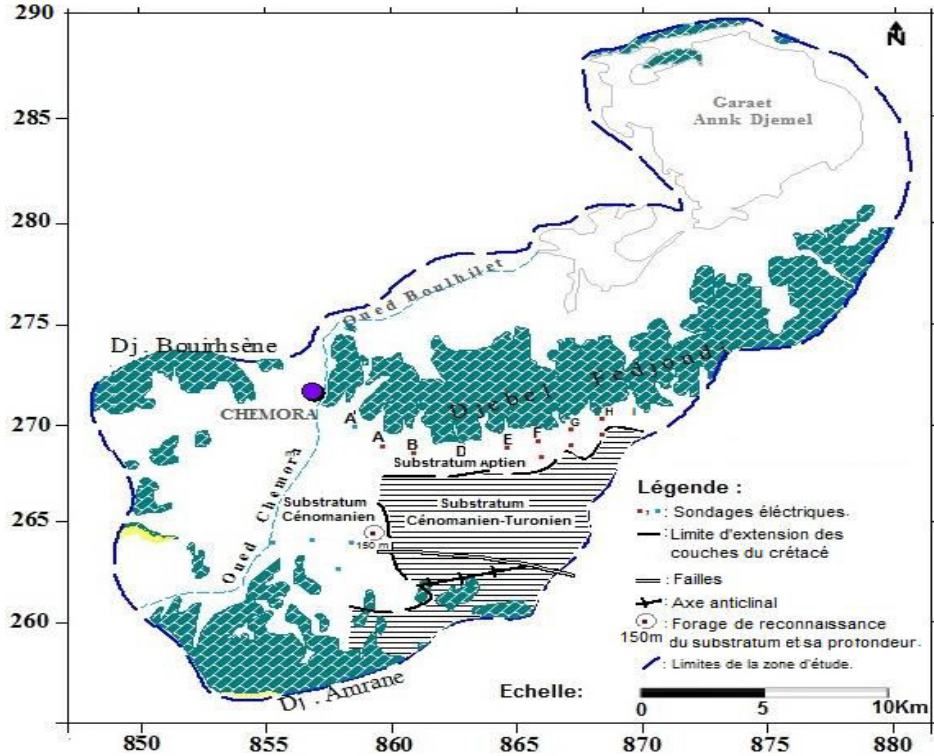 290
285
280
275
270
265
260
N
Garaet
Annk Djemel
Oued Boulhilet
Dj. Bouirhsène
CHEMORA
Djebel Fedjoudj
A'
A
B
D
E
F
G
H
I
Substratum Aptien
Substratum
Cénomanien
Substratum
Cénomanien-Turonien
150 m
Oued Chemora
Dj. Amrane
Légende :
: Sondages éléctriques.
: Limite d'extension des
couches du crétacé
: Failles
: Axe anticlinal
: Forage de reconnaissance
150m du substratum et sa profondeur.
: Limites de la zone d'étude.
Echelle:
0 5 10Km
850 855 860 865 870 875 880